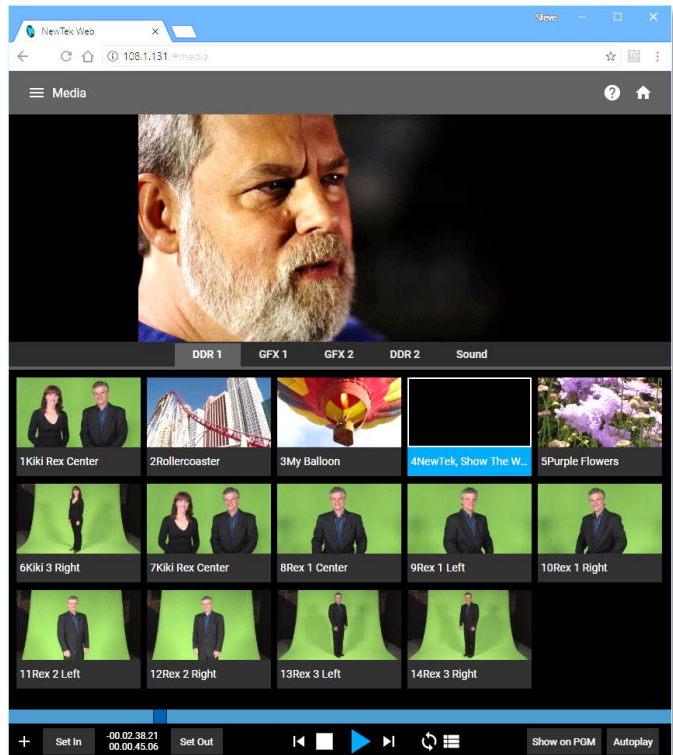 Steve
NewTek Web
108.1.131/#media
Media
DDR 1 GFX 1 GFX 2 DDR 2 Sound
1Kiki Rex Center 2Rollercoaster 3My Balloon 4NewTek, Show The W... 5Purple Flowers
6Kiki 3 Right 7Kiki Rex Center 8Rex 1 Center 9Rex 1 Left 10Rex 1 Right
11Rex 2 Left 12Rex 2 Right 13Rex 3 Left 14Rex 3 Right
Set In -00.02.38.21 Set Out Show on PGM Autoplay
00.00.45.06